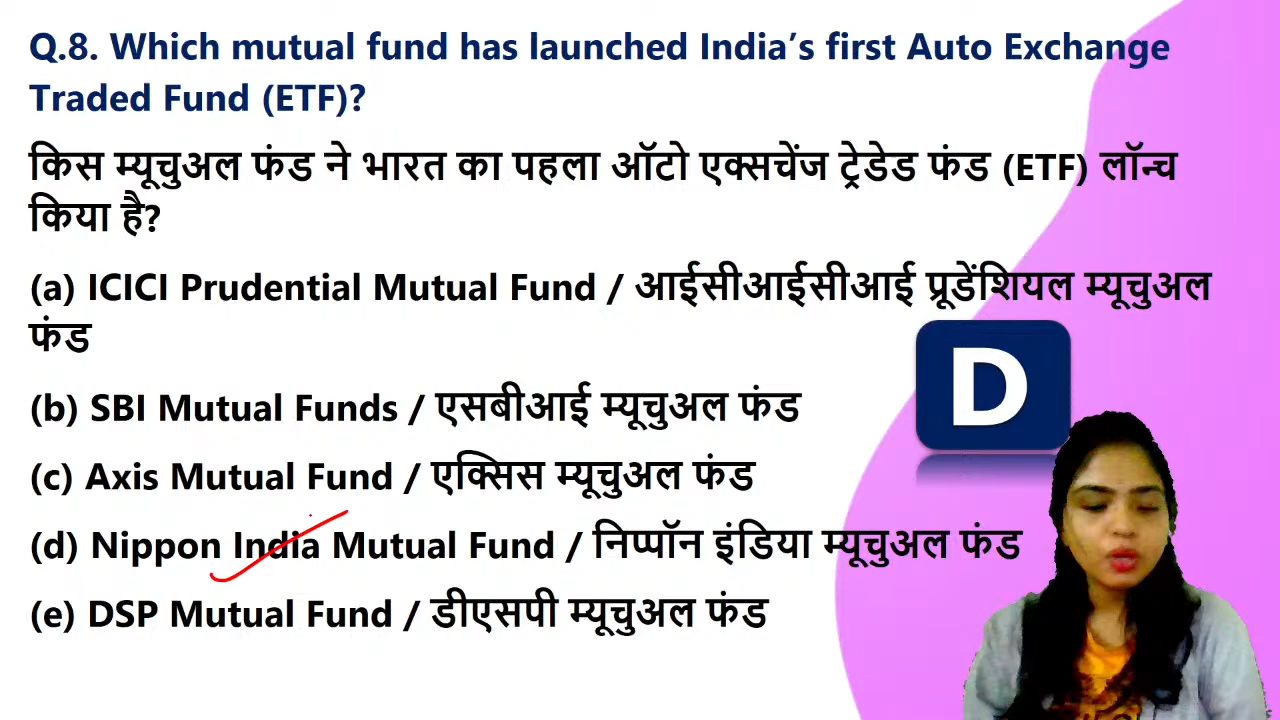 Q.8. Which mutual fund has launched India’s first Auto Exchange
Traded Fund (ETF)?
किस म्यूचुअल फंड ने भारत का पहला ऑटो एक्सचेंज ट्रेडेड फंड (ETF) लॉन्च
किया है?
(a) ICICI Prudential Mutual Fund / आईसीआईसीआई प्रूडेंशियल म्यूचुअल
फंड
D
(b) SBI Mutual Funds / एसबीआई म्यूचुअल फंड
(c) Axis Mutual Fund / एक्सिस म्यूचुअल फंड
(d) Nippon India Mutual Fund / निप्पॉन इंडिया म्यूचुअल फंड
(e) DSP Mutual Fund / डीएसपी म्यूचुअल फंड